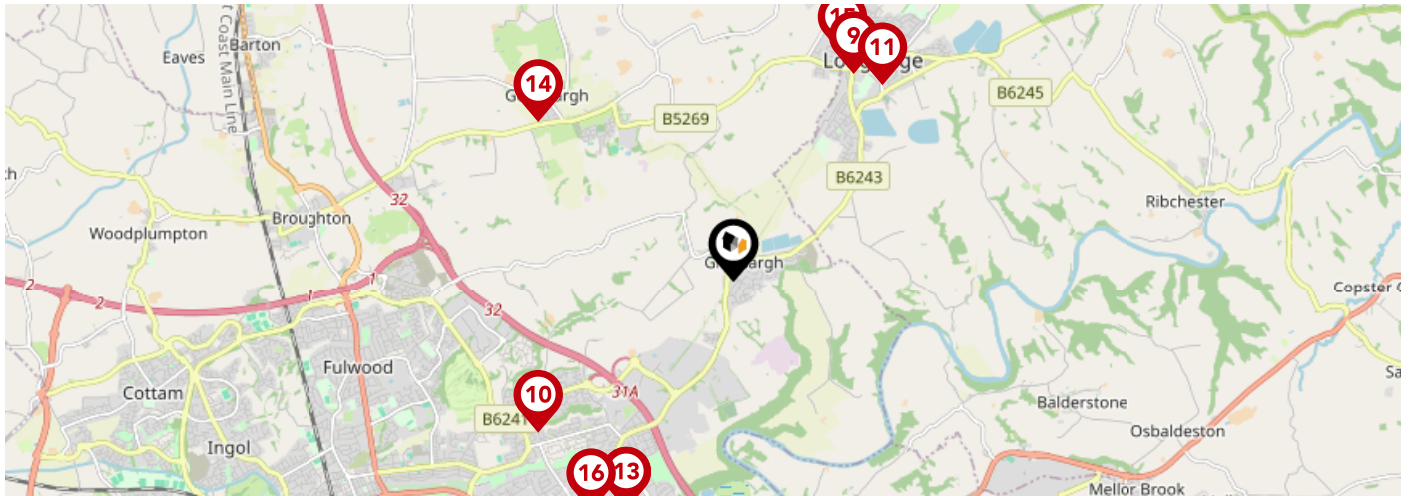 Barton
Eaves
t Coast Main Line
15
9
11
14
B5269
B6245
B6243
32
Broughton
Woodplumpton
Ribchester
2
2
1
1
32
Copster
Fulwood
Cottam
31A
10
B6241
Balderstone
Osbaldeston
Ingol
16
13
Mellor Brook